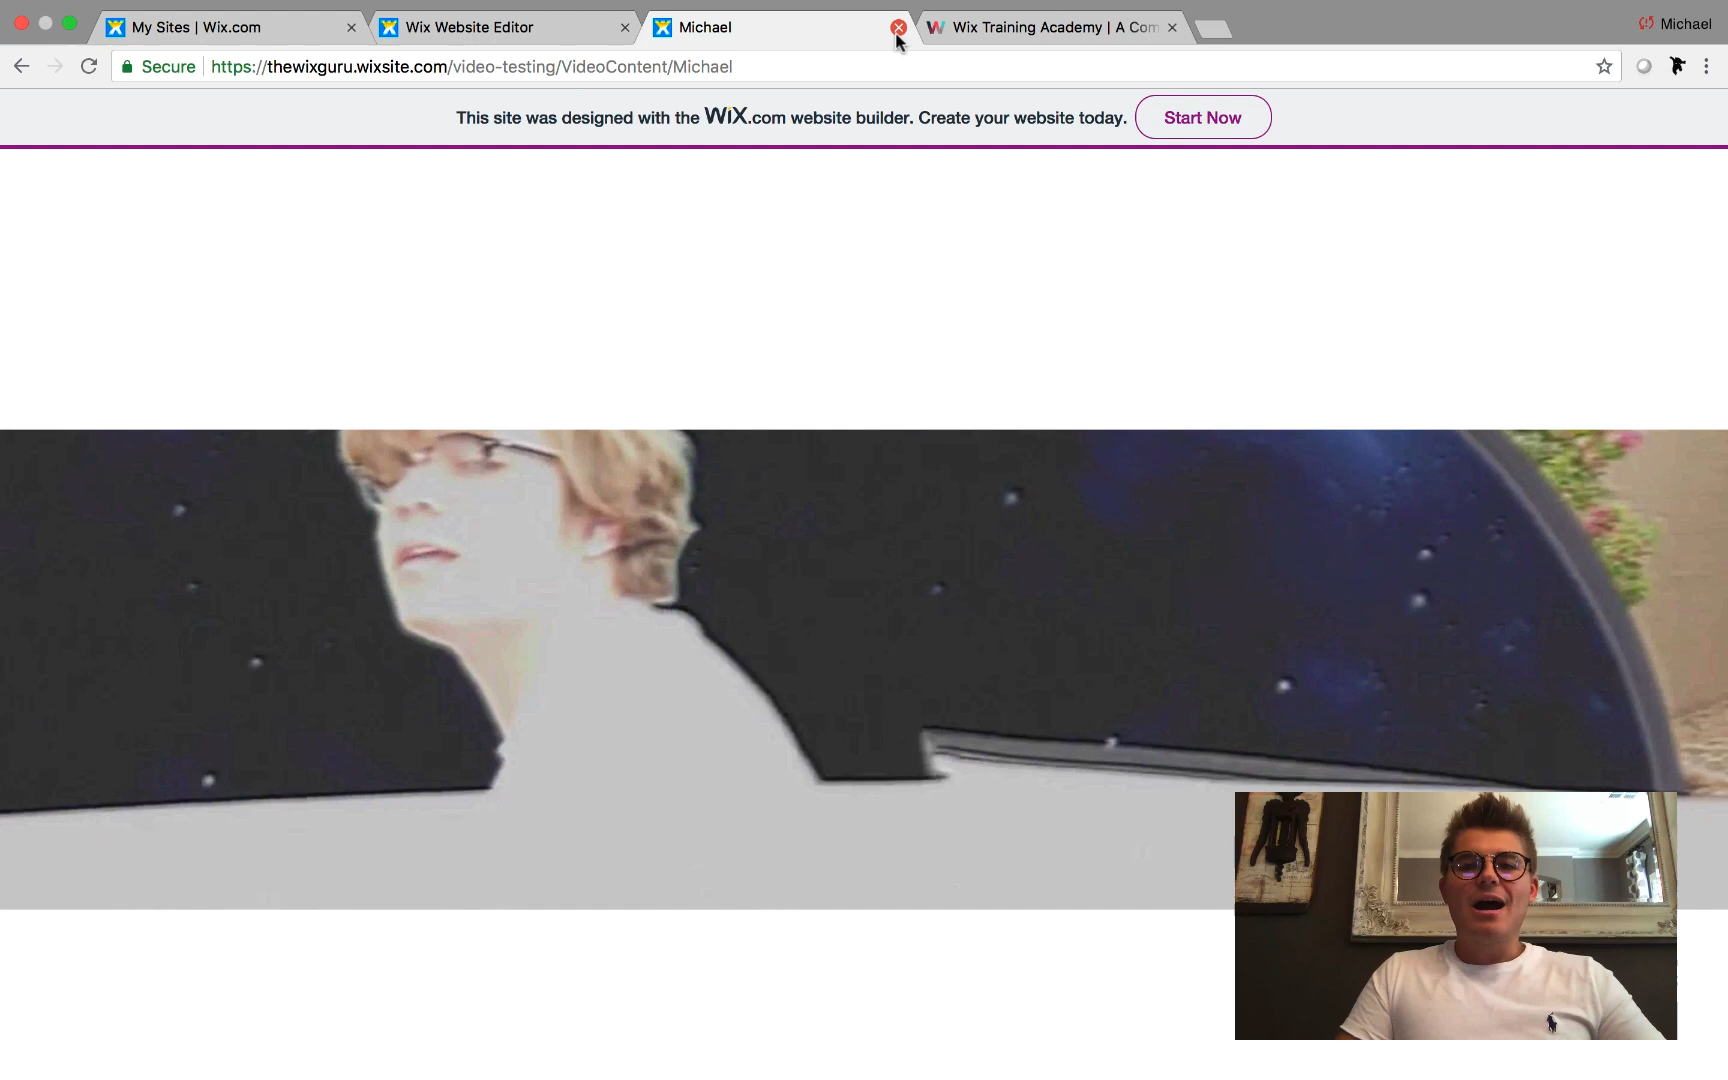 My Sites | Wix.com
Wix Website Editor
Michael
Wix Training Academy | A Com
Michael
Secure
https://thewixguru.wixsite.com/video-testing/VideoContent/Michael
This site was designed with the WiX.com website builder. Create your website today.
Start Now